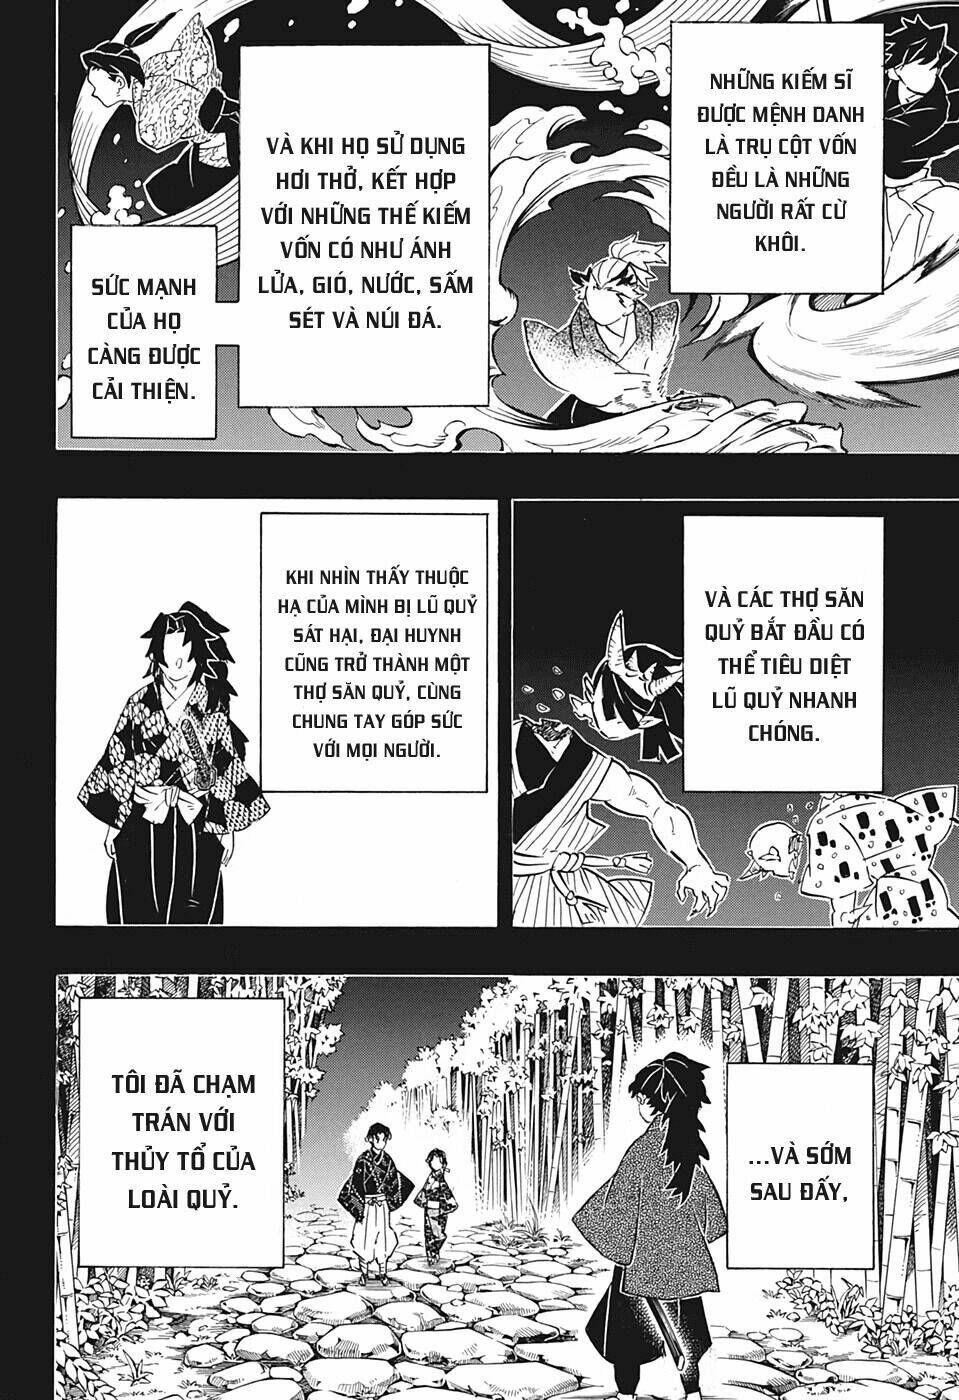 NHỮNG KIẾM SĨ
ĐƯỢC MỆNH DANH
LÀ TRỤ CỘT VỐN
ĐỀU LÀ NHỮNG
NGƯỜI RẤT CỪ
KHÔI.
VÀ KHI HỌ SỬ DỤNG
HƠI THỞ, KẾT HỢP
VỚI NHỮNG THẾ KIẾM
VỐN CÓ NHƯ ÁNH
LỬA, GIÓ, NƯỚC, SẤM
SÉT VÀ NÚI ĐÁ.
SỨC MẠNH
CỦA HỌ
CÀNG ĐƯỢC
CẢI THIỆN.
VÀ CÁC THỢ SĂN
QUỶ BẮT ĐẦU CÓ
THỂ TIÊU DIỆT
LŨ QUỶ NHANH
CHÓNG.
KHI NHÌN THẤY THUỘC
HẠ CỦA MÌNH BỊ LŨ QUỶ
SÁT HẠI, ĐẠI HUYNH
CŨNG TRỞ THÀNH MỘT
THỢ SĂN QUỶ, CÙNG
CHUNG TAY GÓP SỨC
VỚI MỌI NGƯỜI.
...VÀ SỚM
SAU ĐẤY,
TÔI ĐÃ CHẠM
TRÁN VỚI
THỦY TỔ CỦA
LOÀI QUỶ.